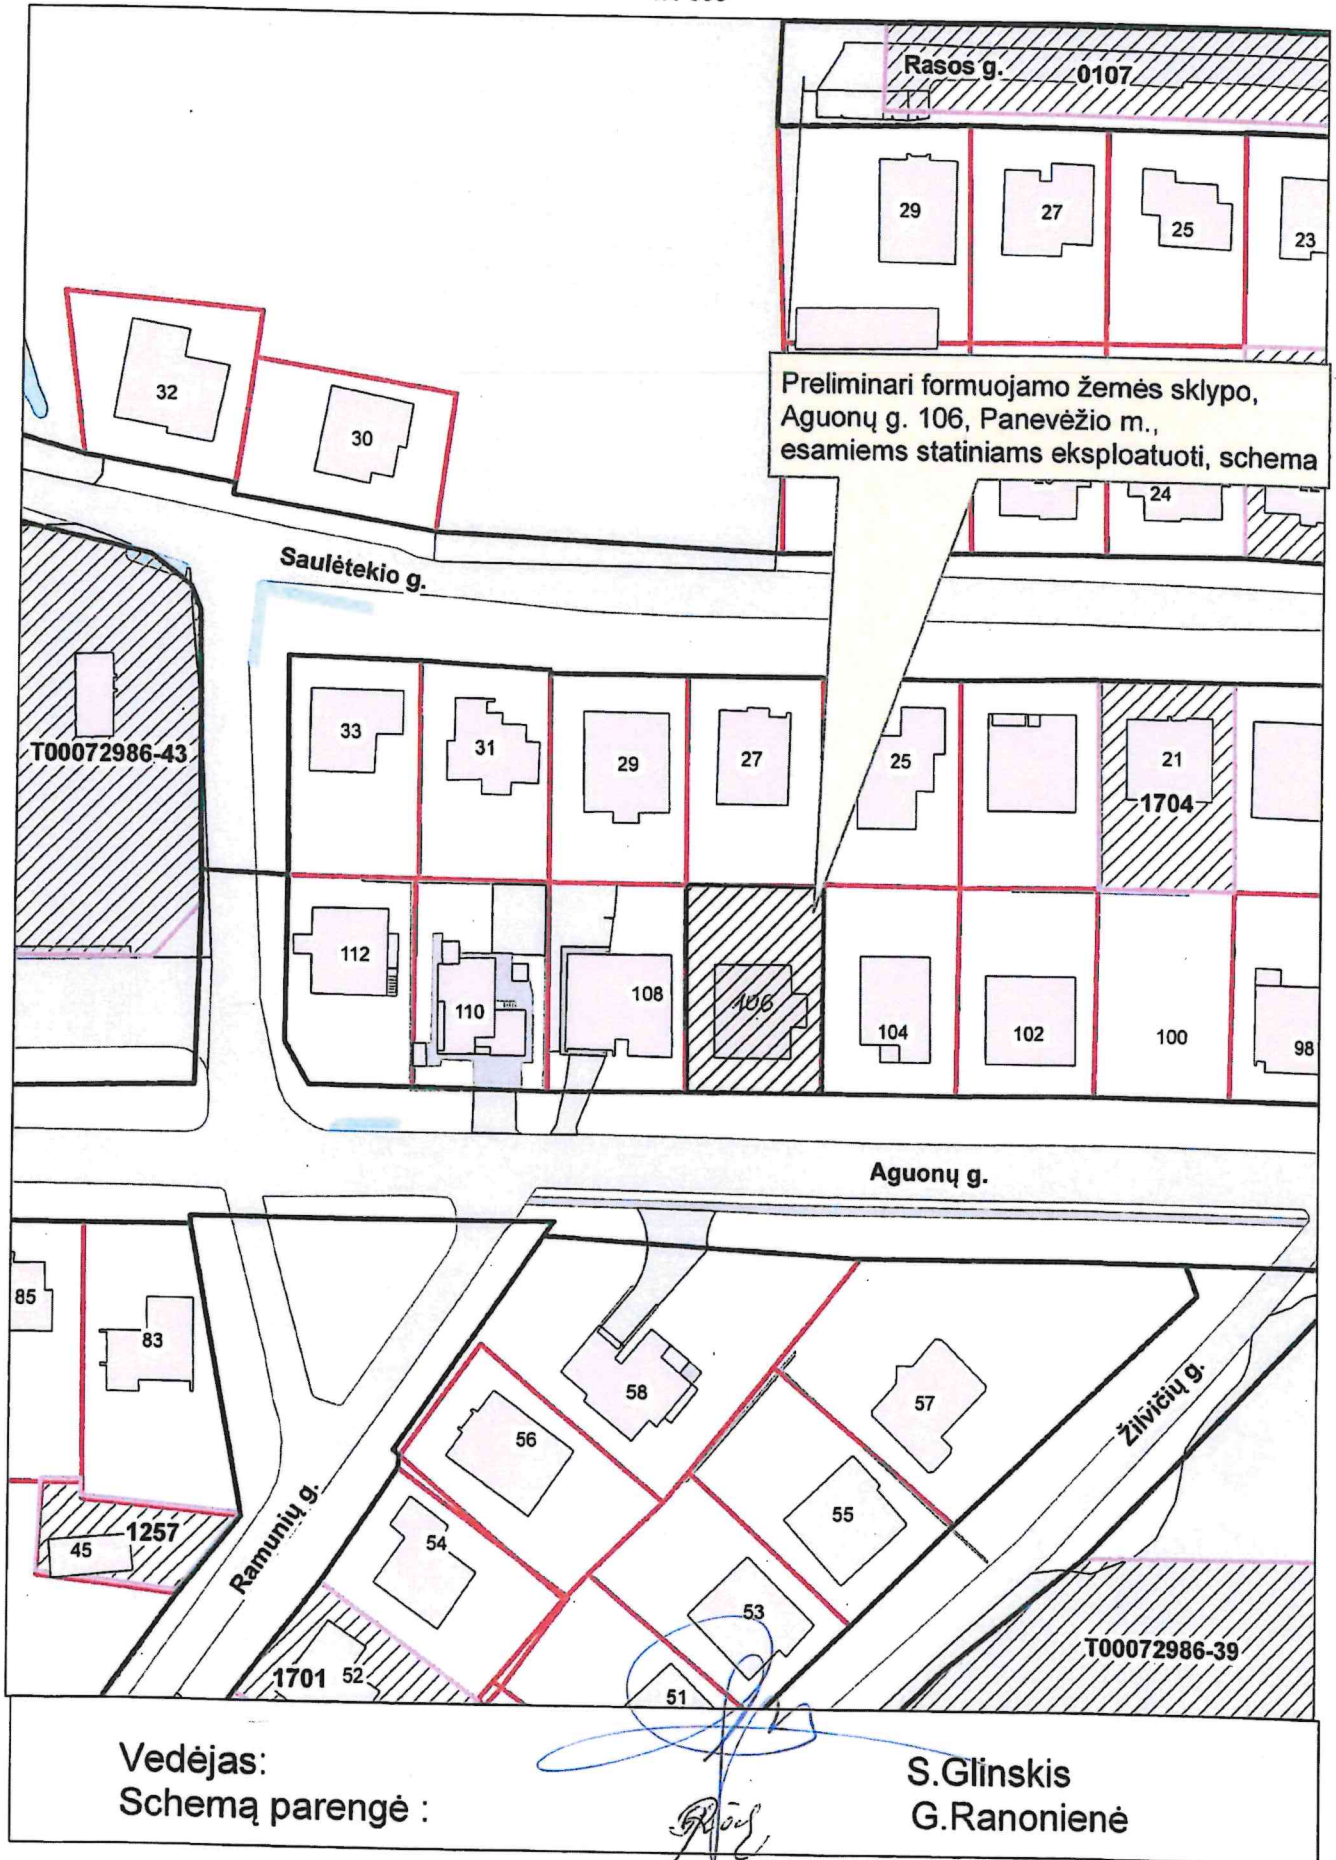 Rasos g. 0107
29
27
25
23
32
30
Preliminari formuojamo žemės sklypo,
Aguonų g. 106, Panevėžio m.,
esamiems statiniams eksploatuoti, schema
24
Saulėtekio g.
T00072986-43
33
31
29
27
25
21
1704
112
110
108
106
104
102
100
98
Aguonų g.
85
83
58
57
Žilvičių g.
56
55
54
53
1257
45
Ramunių g.
1701 52
51
T00072986-39
Vedėjas: S.Glinskis
Schemą parengė : G.Ranonienė